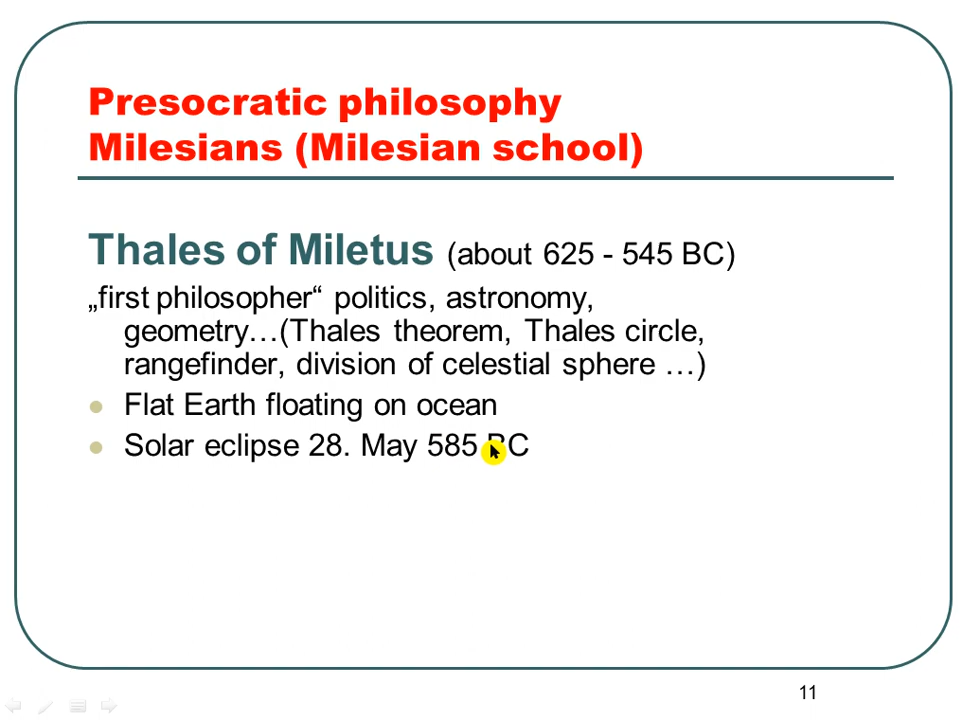 Presocratic philosophy
Milesians (Milesian school)
Thales of Miletus (about 625 - 545 BC)
„first philosopher“ politics, astronomy,
geometry…(Thales theorem, Thales circle,
rangefinder, division of celestial sphere …)
Flat Earth floating on ocean
Solar eclipse 28. May 585 BC
11